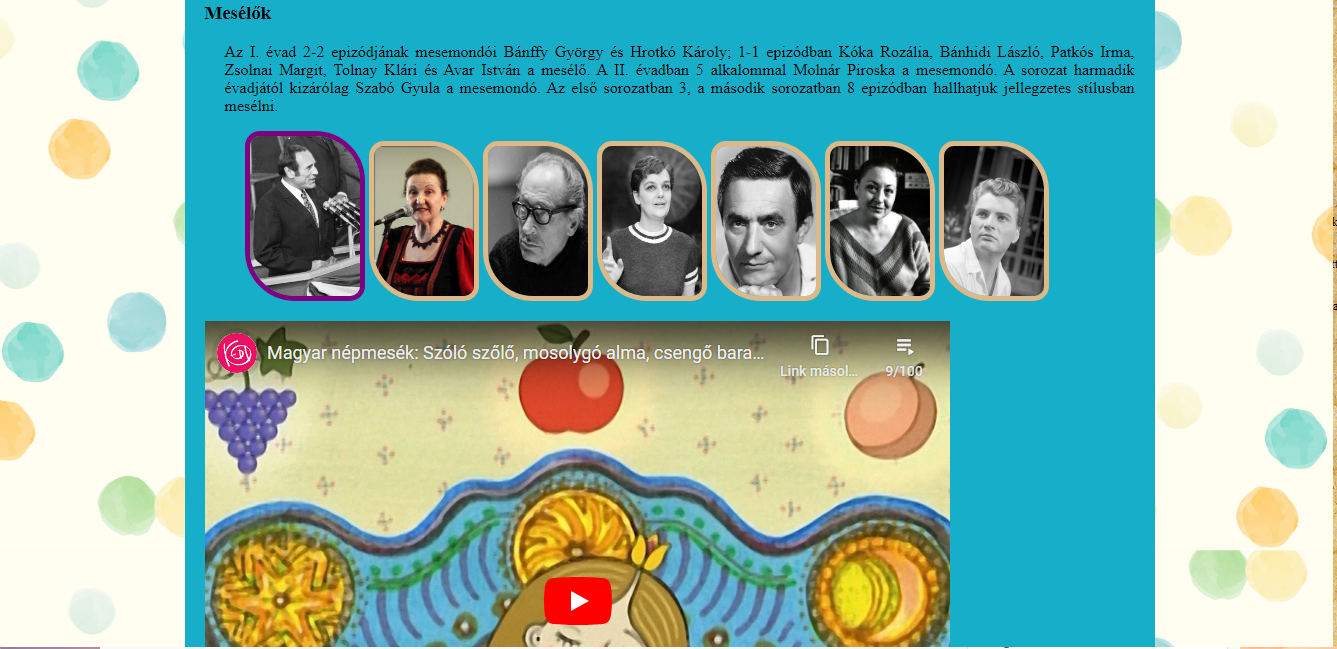 Mesélők
Az I. évad 2-2 epizódjának mesemondói Bánffy György és Hrotkó Károly; 1-1 epizódban Kóka Rozália, Bánhidi László, Patkós Irma,
Zsolnai Margit, Tolnay Klári és Avar István a mesélő. A II. évadban 5 alkalommal Molnár Piroska a mesemondó. A sorozat harmadik
évadjától kizárólag Szabó Gyula a mesemondó. Az első sorozatban 3, a második sorozatban 8 epizódban hallhatjuk jellegzetes stílusban
mesélni.
Magyar népmesék: Szóló szőlő, mosolygó alma, csengő bara...
Link másol...
9/100